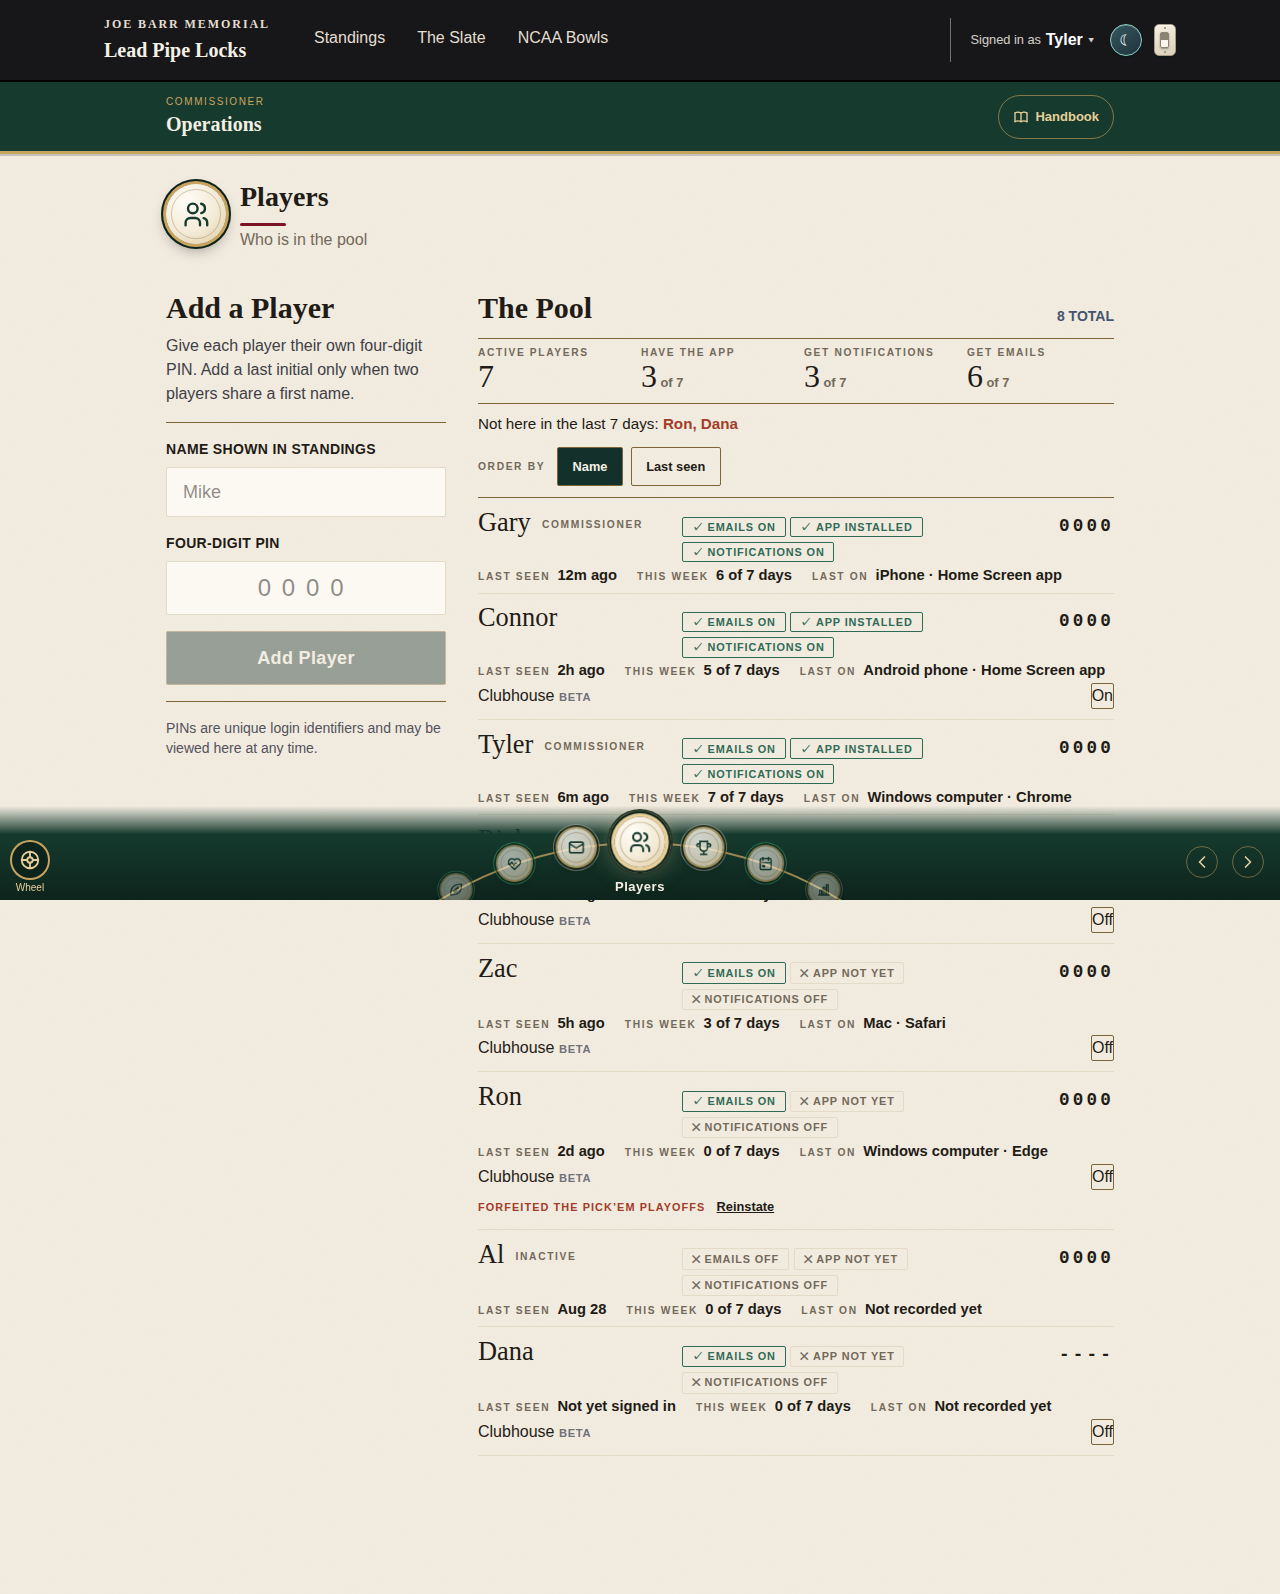 JOE BARR MEMORIAL
Lead Pipe Locks
Standings The Slate NCAA Bowls
Signed in as Tyler
COMMISSIONER
Operations
Handbook
Players
Who is in the pool
Add a Player
Give each player their own four-digit
PIN. Add a last initial only when two
players share a first name.
NAME SHOWN IN STANDINGS
Mike
FOUR-DIGIT PIN
0000
Add Player
PINs are unique login identifiers and may be
viewed here at any time.
The Pool
8 TOTAL
ACTIVE PLAYERS HAVE THE APP GET NOTIFICATIONS GET EMAILS
7 3 of 7 3 of 7 6 of 7
Not here in the last 7 days: Ron, Dana
ORDER BY Name Last seen
Gary COMMISSIONER ✓ EMAILS ON ✓ APP INSTALLED 0000
✓ NOTIFICATIONS ON
LAST SEEN 12m ago THIS WEEK 6 of 7 days LAST ON iPhone · Home Screen app
Connor ✓ EMAILS ON ✓ APP INSTALLED 0000
✓ NOTIFICATIONS ON
LAST SEEN 2h ago THIS WEEK 5 of 7 days LAST ON Android phone · Home Screen app
Clubhouse BETA On
Tyler COMMISSIONER ✓ EMAILS ON ✓ APP INSTALLED 0000
✓ NOTIFICATIONS ON
LAST SEEN 6m ago THIS WEEK 7 of 7 days LAST ON Windows computer · Chrome
Wheel
Players
Clubhouse BETA Off
Zac ✓ EMAILS ON ✕ APP NOT YET 0000
✕ NOTIFICATIONS OFF
LAST SEEN 5h ago THIS WEEK 3 of 7 days LAST ON Mac · Safari
Clubhouse BETA Off
Ron ✓ EMAILS ON ✕ APP NOT YET 0000
✕ NOTIFICATIONS OFF
LAST SEEN 2d ago THIS WEEK 0 of 7 days LAST ON Windows computer · Edge
Clubhouse BETA Off
FORFEITED THE PICK'EM PLAYOFFS Reinstate
Al INACTIVE ✕ EMAILS OFF ✕ APP NOT YET 0000
✕ NOTIFICATIONS OFF
LAST SEEN Aug 28 THIS WEEK 0 of 7 days LAST ON Not recorded yet
Dana ✓ EMAILS ON ✕ APP NOT YET ----
✕ NOTIFICATIONS OFF
LAST SEEN Not yet signed in THIS WEEK 0 of 7 days LAST ON Not recorded yet
Clubhouse BETA Off